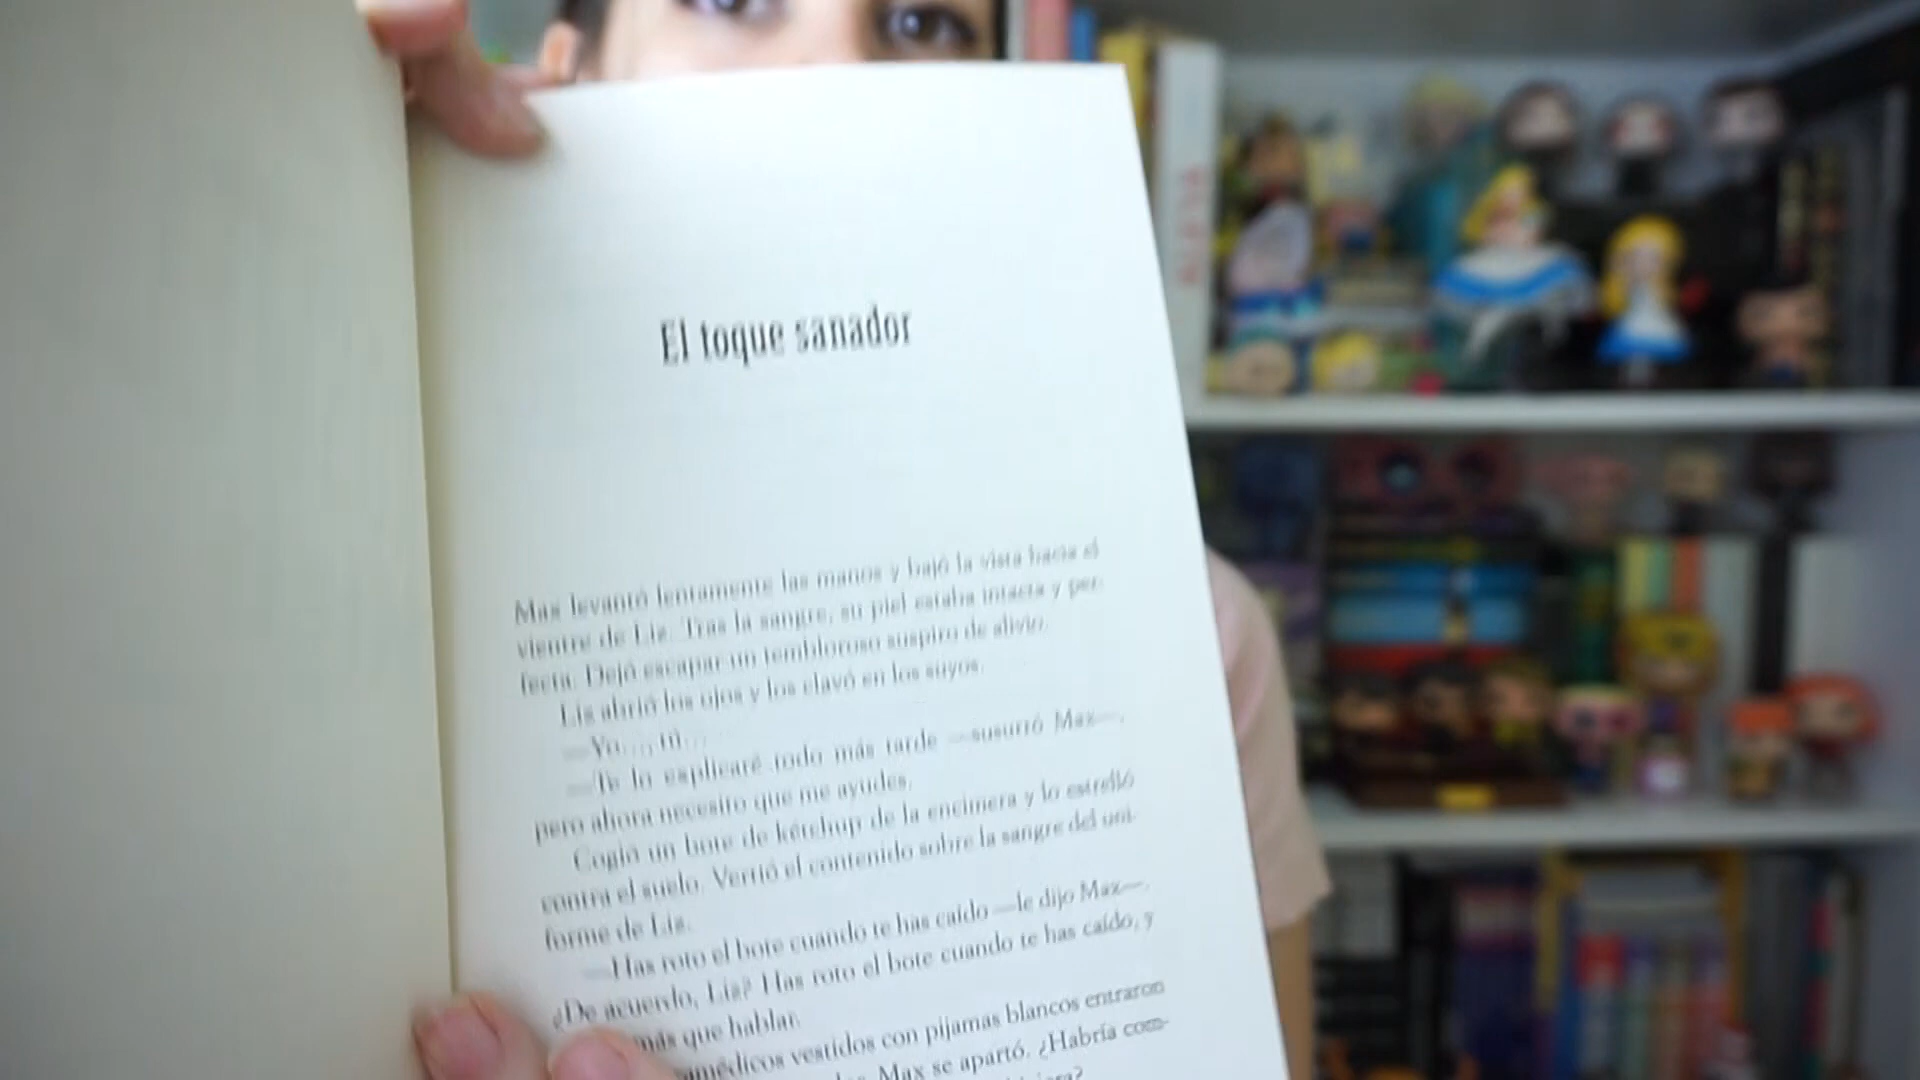 El toque sanador
Max levantó lentamente las manos y bajó la vista hacia el
vientre de Liz. Tras la sangre, su piel estaba intacta y per-
fecta. Dejó escapar un tembloroso suspiro de alivio.
Liz abrió los ojos y los clavó en los suyos.
—Yo..., tú...
—Te lo explicaré todo más tarde —susurró Max—,
pero ahora necesito que me ayudes.
Cogió un bote de kétchup de la encimera y lo estrelló
contra el suelo. Vertió el contenido sobre la sangre del uni-
forme de Liz.
—Has roto el bote cuando te has caído —le dijo Max—.
¿De acuerdo, Liz? Has roto el bote cuando te has caído, y
más que hablar.
médicos vestidos con pijamas blancos entraron
Max se apartó. ¿Habría com-